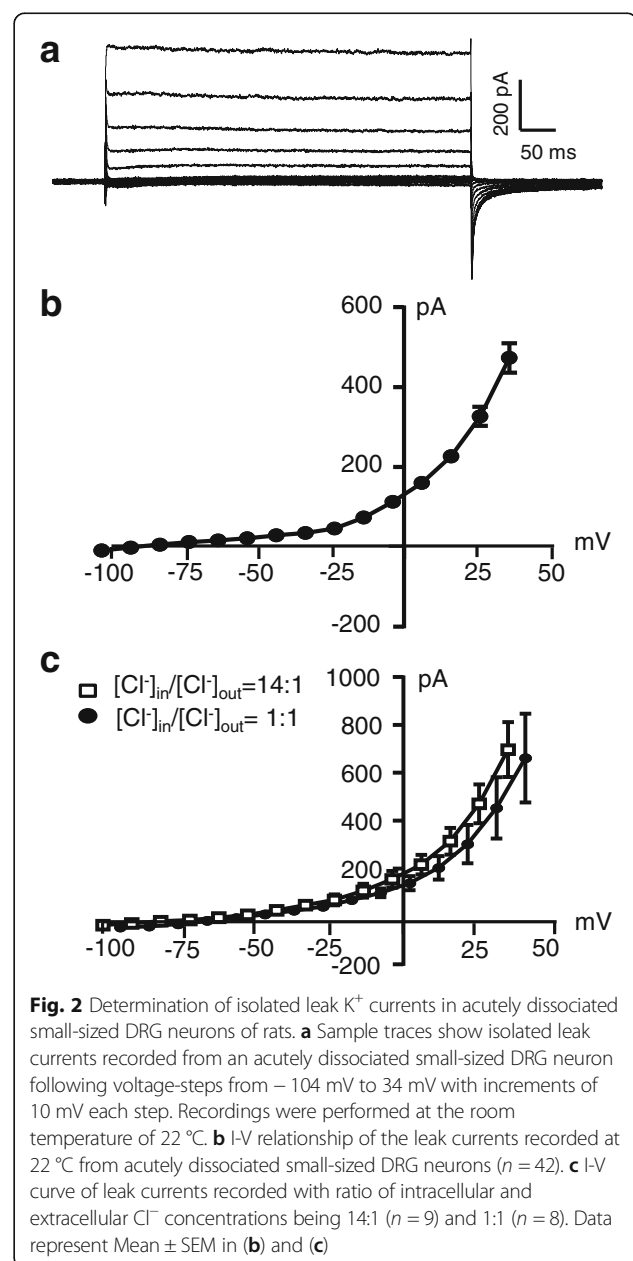 a
200 pA
50 ms
b
600
pA
400
200
mV
-100
-75
-50
-25
25
50
-200
c
[Cl-]in/[Cl-]out=14:1
[Cl-]in/[Cl-]out= 1:1
1000
pA
800
600
400
200
mV
-100
-75
-50
-25
25
50
-200
Fig. 2 Determination of isolated leak K+ currents in acutely dissociated
small-sized DRG neurons of rats. a Sample traces show isolated leak
currents recorded from an acutely dissociated small-sized DRG neuron
following voltage-steps from − 104 mV to 34 mV with increments of
10 mV each step. Recordings were performed at the room
temperature of 22 °C. b I-V relationship of the leak currents recorded at
22 °C from acutely dissociated small-sized DRG neurons (n = 42). c I-V
curve of leak currents recorded with ratio of intracellular and
extracellular Cl− concentrations being 14:1 (n = 9) and 1:1 (n = 8). Data
represent Mean ± SEM in (b) and (c)